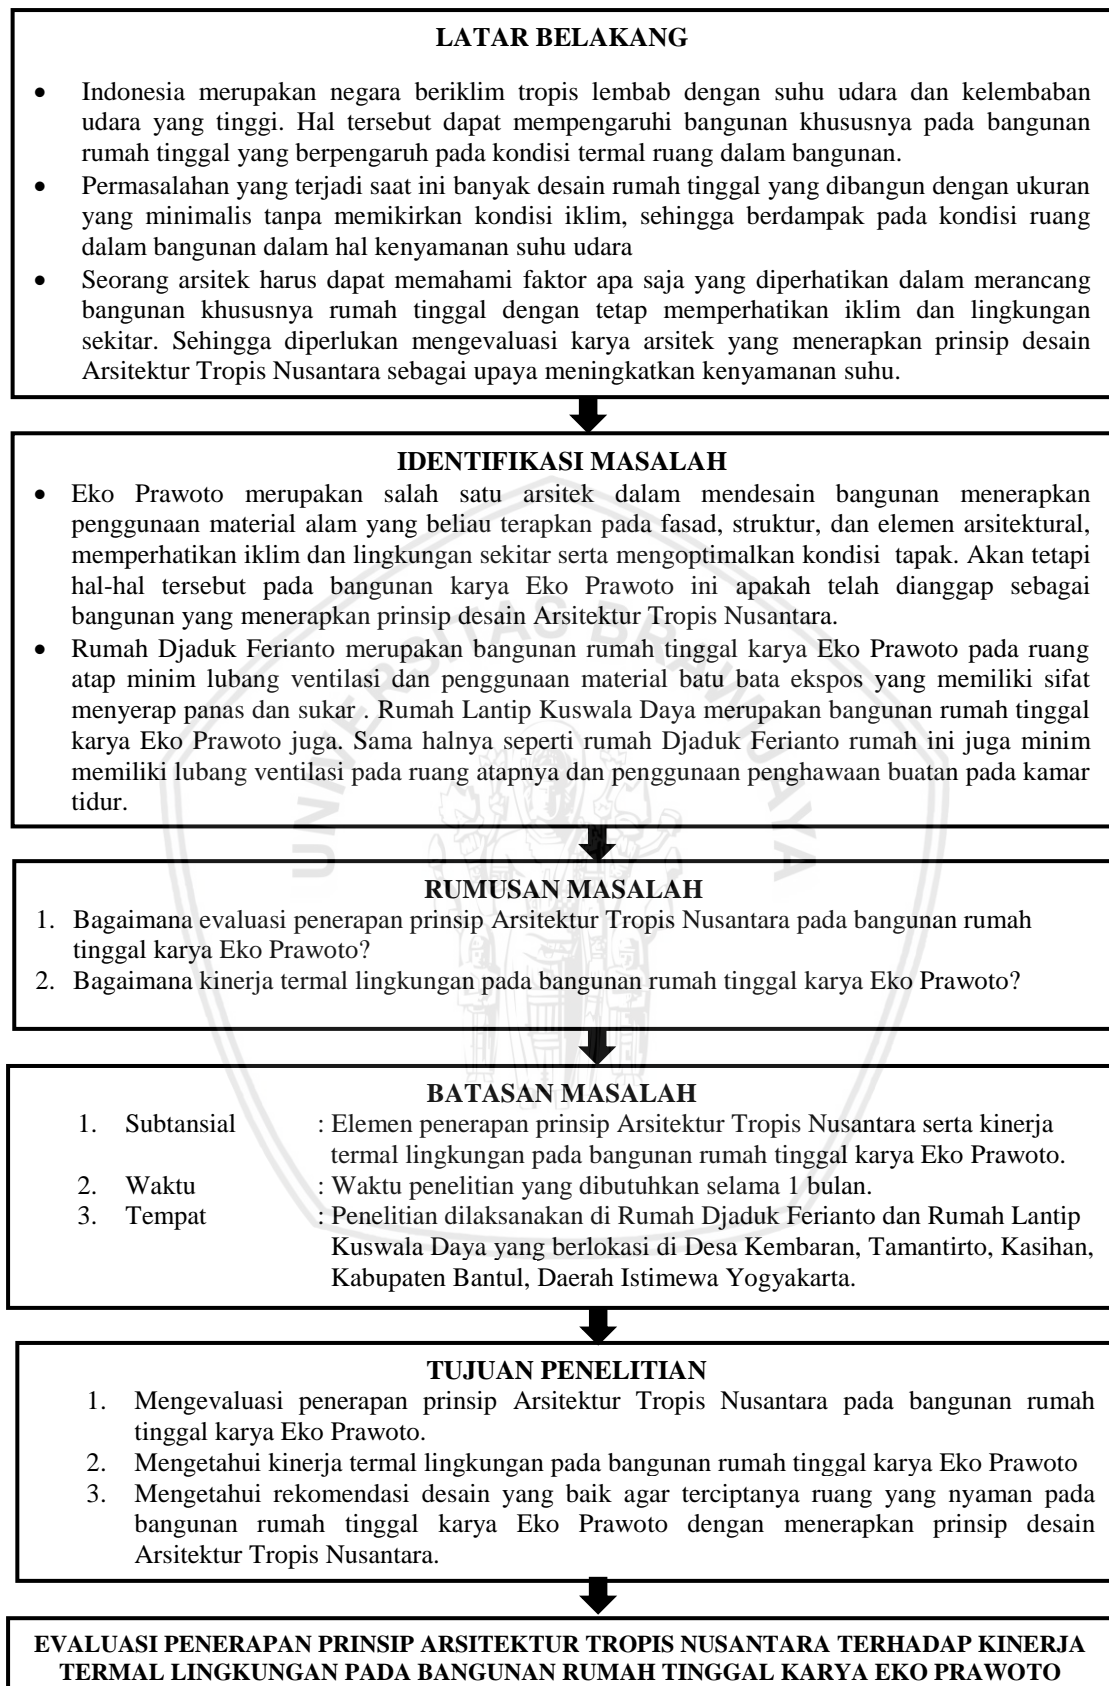 LATAR BELAKANG
• Indonesia merupakan negara beriklim tropis lembab dengan suhu udara dan kelembaban
udara yang tinggi. Hal tersebut dapat mempengaruhi bangunan khususnya pada bangunan
rumah tinggal yang berpengaruh pada kondisi termal ruang dalam bangunan.
• Permasalahan yang terjadi saat ini banyak desain rumah tinggal yang dibangun dengan ukuran
yang minimalis tanpa memikirkan kondisi iklim, sehingga berdampak pada kondisi ruang
dalam bangunan dalam hal kenyamanan suhu udara
• Seorang arsitek harus dapat memahami faktor apa saja yang diperhatikan dalam merancang
bangunan khususnya rumah tinggal dengan tetap memperhatikan iklim dan lingkungan
sekitar. Sehingga diperlukan mengevaluasi karya arsitek yang menerapkan prinsip desain
Arsitektur Tropis Nusantara sebagai upaya meningkatkan kenyamanan suhu.
IDENTIFIKASI MASALAH
• Eko Prawoto merupakan salah satu arsitek dalam mendesain bangunan menerapkan
penggunaan material alam yang beliau terapkan pada fasad, struktur, dan elemen arsitektural,
memperhatikan iklim dan lingkungan sekitar serta mengoptimalkan kondisi tapak. Akan tetapi
hal-hal tersebut pada bangunan karya Eko Prawoto ini apakah telah dianggap sebagai
bangunan yang menerapkan prinsip desain Arsitektur Tropis Nusantara.
• Rumah Djaduk Ferianto merupakan bangunan rumah tinggal karya Eko Prawoto pada ruang
atap minim lubang ventilasi dan penggunaan material batu bata ekspos yang memiliki sifat
menyerap panas dan sukar . Rumah Lantip Kuswala Daya merupakan bangunan rumah tinggal
karya Eko Prawoto juga. Sama halnya seperti rumah Djaduk Ferianto rumah ini juga minim
memiliki lubang ventilasi pada ruang atapnya dan penggunaan penghawaan buatan pada kamar
tidur.
UNIVERSITAS BRAWIJAYA
RUMUSAN MASALAH
1. Bagaimana evaluasi penerapan prinsip Arsitektur Tropis Nusantara pada bangunan rumah
tinggal karya Eko Prawoto?
2. Bagaimana kinerja termal lingkungan pada bangunan rumah tinggal karya Eko Prawoto?
BATASAN MASALAH
1. Subtansial : Elemen penerapan prinsip Arsitektur Tropis Nusantara serta kinerja
termal lingkungan pada bangunan rumah tinggal karya Eko Prawoto.
2. Waktu : Waktu penelitian yang dibutuhkan selama 1 bulan.
3. Tempat : Penelitian dilaksanakan di Rumah Djaduk Ferianto dan Rumah Lantip
Kuswala Daya yang berlokasi di Desa Kembaran, Tamantirto, Kasihan,
Kabupaten Bantul, Daerah Istimewa Yogyakarta.
TUJUAN PENELITIAN
1. Mengevaluasi penerapan prinsip Arsitektur Tropis Nusantara pada bangunan rumah
tinggal karya Eko Prawoto.
2. Mengetahui kinerja termal lingkungan pada bangunan rumah tinggal karya Eko Prawoto
3. Mengetahui rekomendasi desain yang baik agar terciptanya ruang yang nyaman pada
bangunan rumah tinggal karya Eko Prawoto dengan menerapkan prinsip desain
Arsitektur Tropis Nusantara.
EVALUASI PENERAPAN PRINSIP ARSITEKTUR TROPIS NUSANTARA TERHADAP KINERJA
TERMAL LINGKUNGAN PADA BANGUNAN RUMAH TINGGAL KARYA EKO PRAWOTO